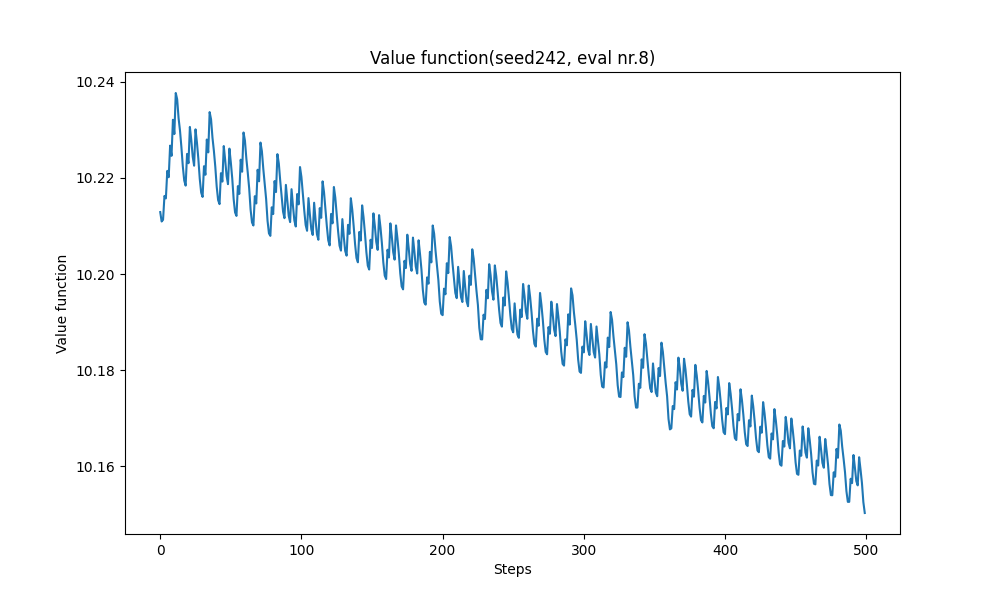 Value function(seed242, eval nr.8)
10.24
10.22
10.20
10.18
10.16
Value function
0 100 200 300 400 500
Steps